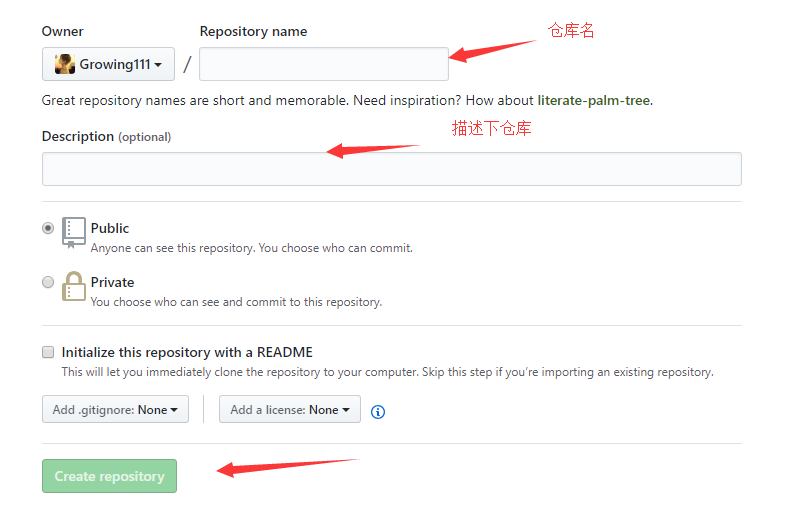 Owner
Repository name
仓库名
Growing111
/
Great repository names are short and memorable. Need inspiration? How about literate-palm-tree.
Description (optional)
描述下仓库
Public
Anyone can see this repository. You choose who can commit.
Private
You choose who can see and commit to this repository.
Initialize this repository with a README
This will let you immediately clone the repository to your computer. Skip this step if you’re importing an existing repository.
Add .gitignore: None
Add a license: None
Create repository